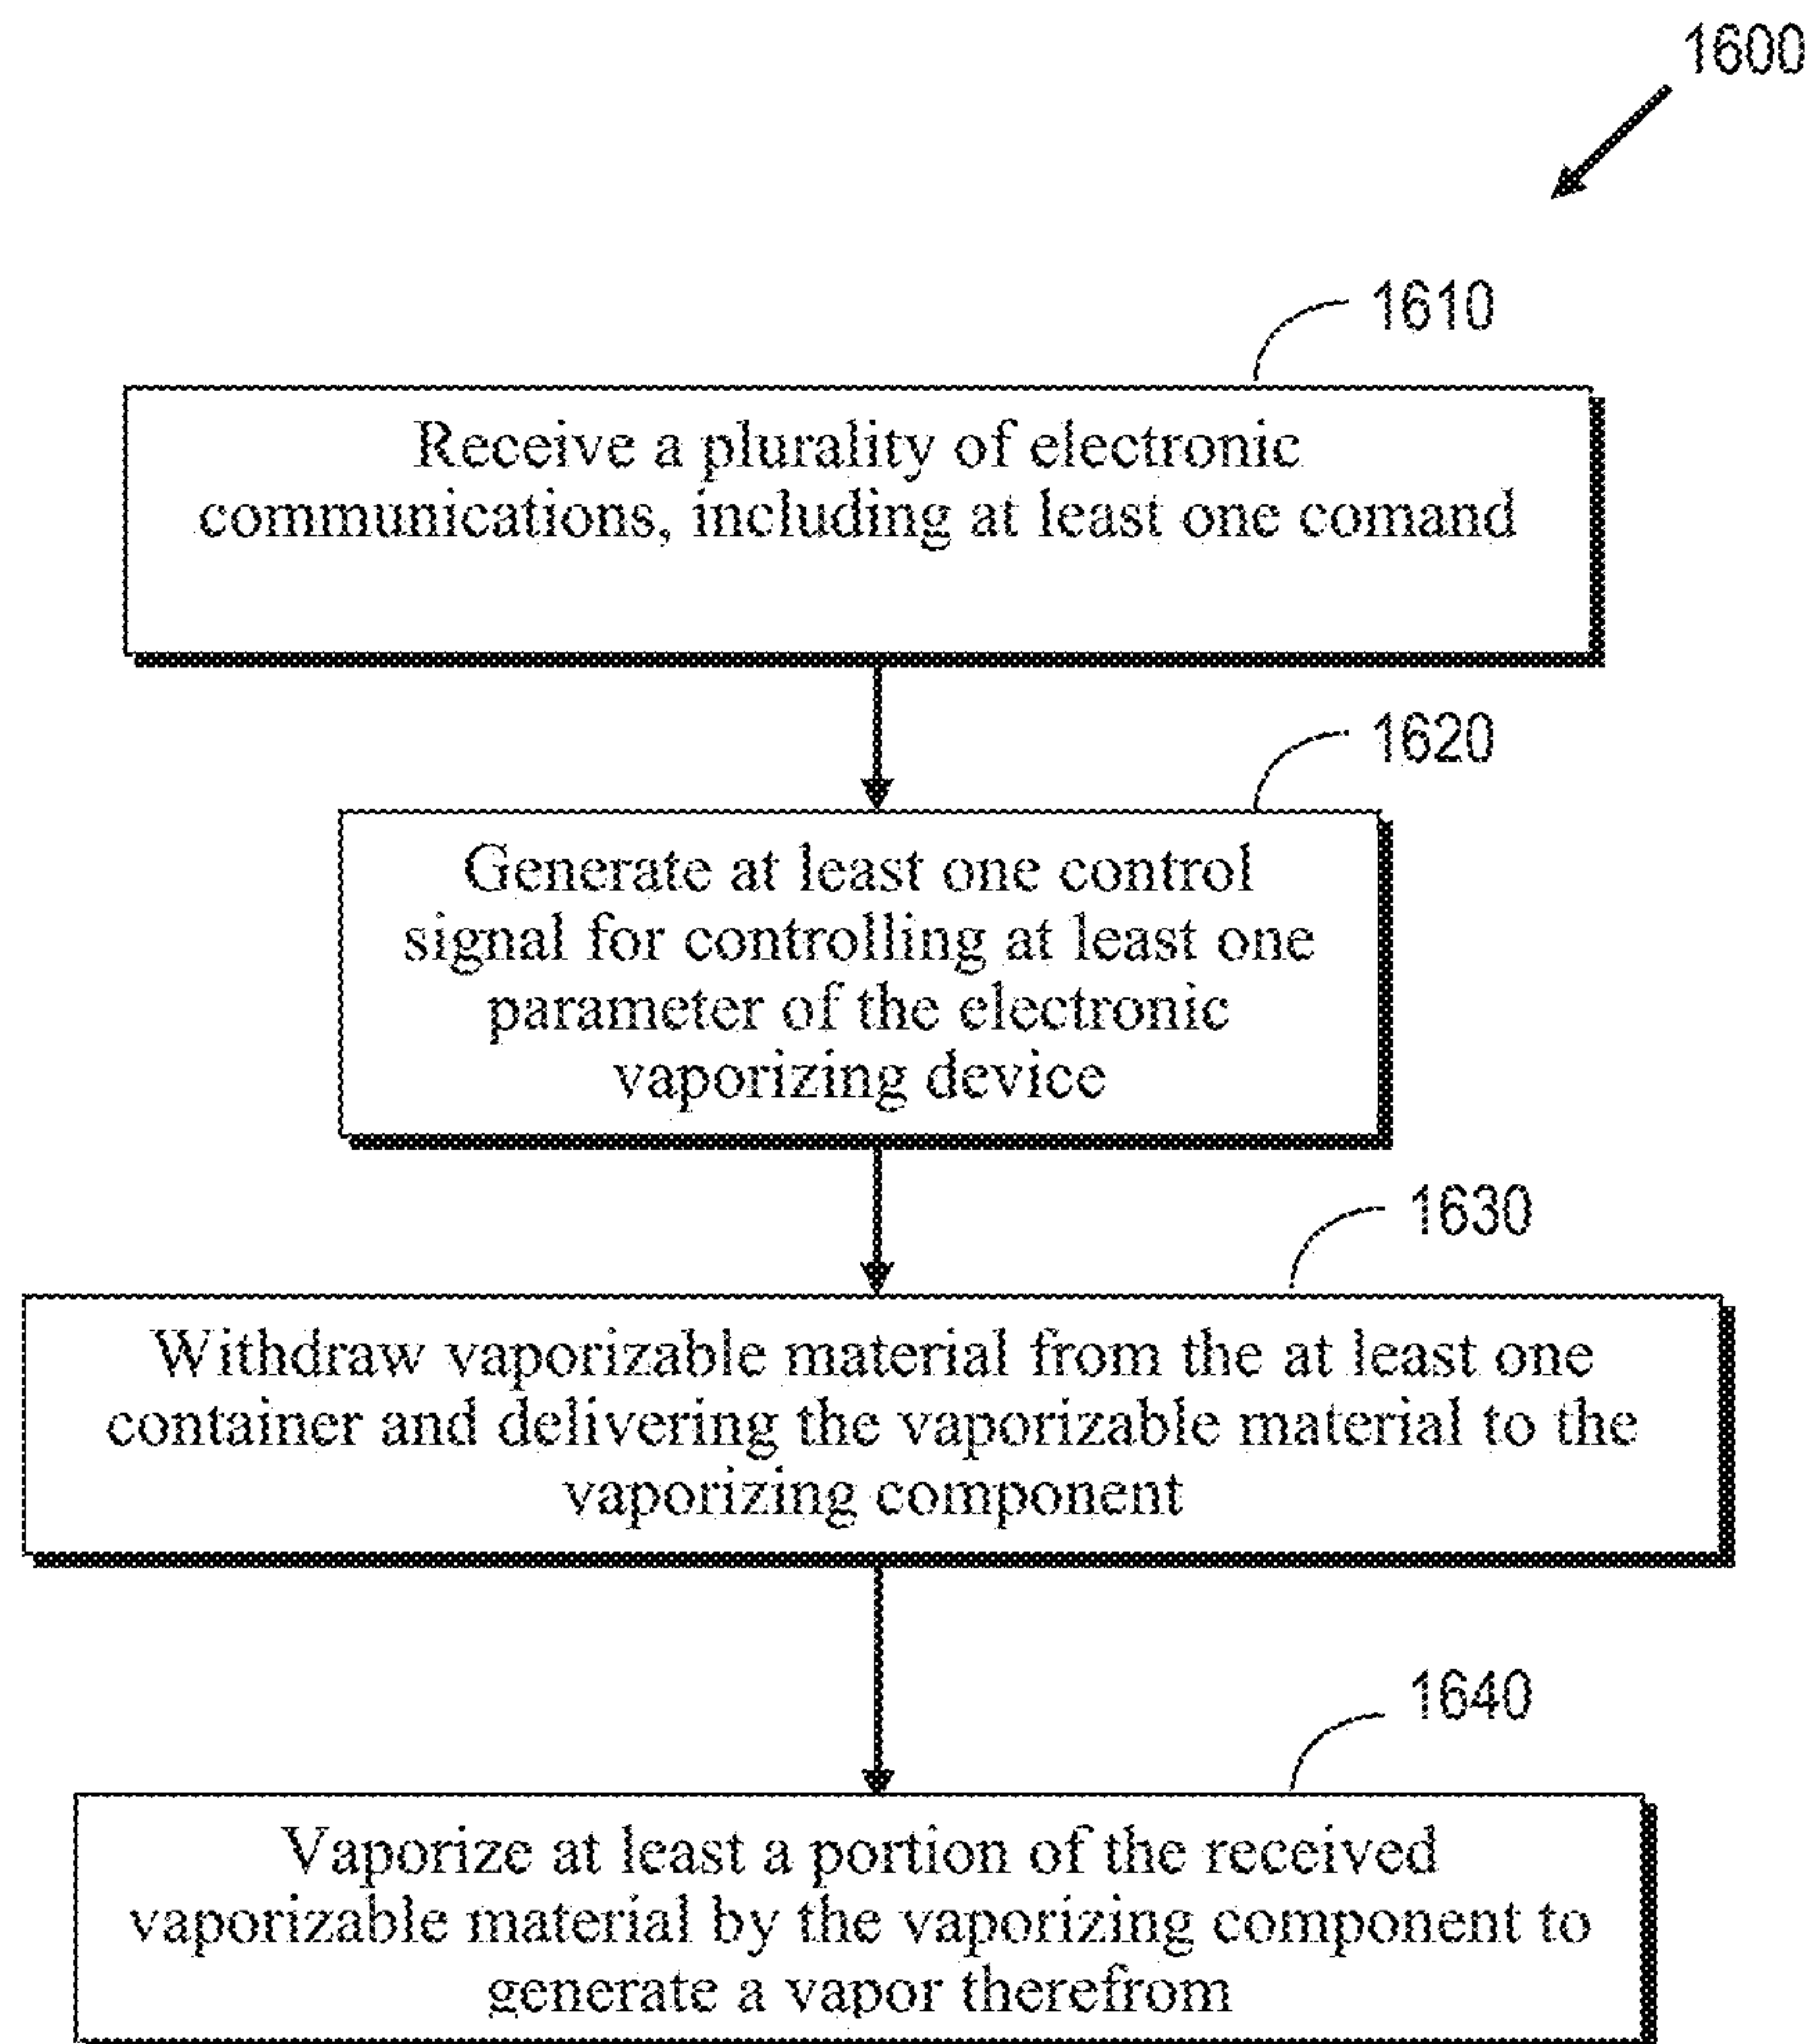 1600
1610
Receive a plurality of electronic
communications, including at least one comand
1620
Generate at least one control
signal for controlling at least one
parameter of the electronic
vaporizing device
1630
Withdraw vaporizable material from the at least one
container and delivering the vaporizable material to the
vaporizing component
1640
Vaporize at least a portion of the received
vaporizable material by the vaporizing component to
generate a vapor therefrom